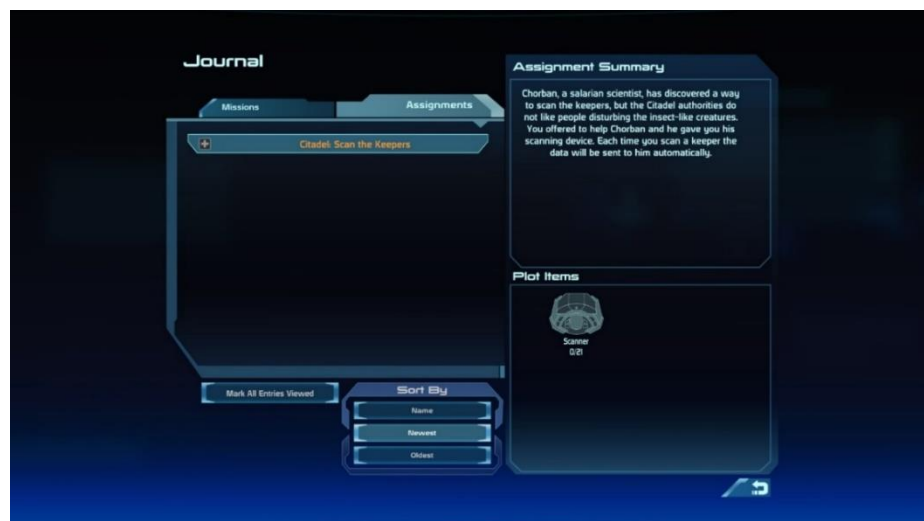 Journal
Missions
Assignments
Citadel: Scan the Keepers
Mark All Entries Viewed
Sort By
Name
Newest
Oldest
Assignment Summary
Chorban, a salarian scientist, has discovered a way
to scan the keepers, but the Citadel authorities do
not like people disturbing the insect-like creatures.
You offered to help Chorban and he gave you his
scanning device. Each time you scan a keeper the
data will be sent to him automatically.
Plot Items
Scanner
0/21